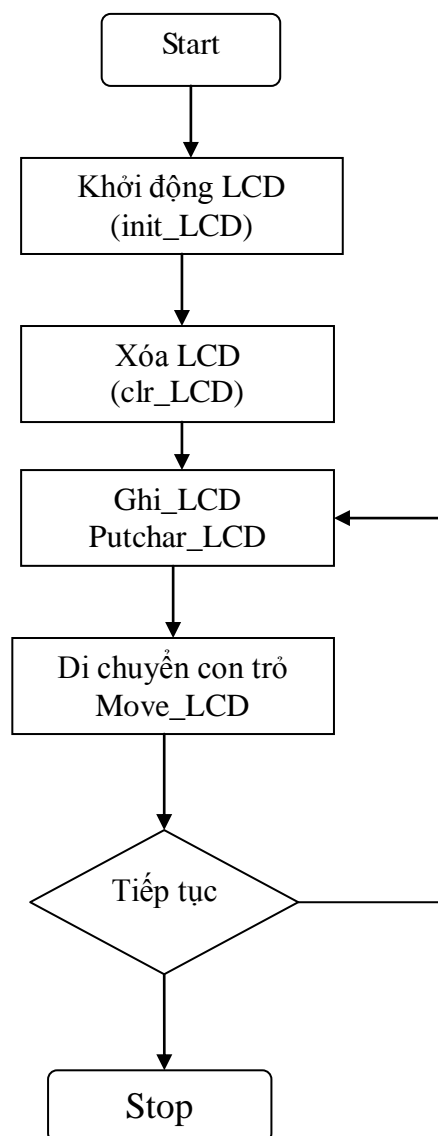 Start
Khởi động LCD
(init_LCD)
Xóa LCD
(clr_LCD)
Ghi_LCD
Putchar_LCD
Di chuyển con trỏ
Move_LCD
Tiếp tục
Stop